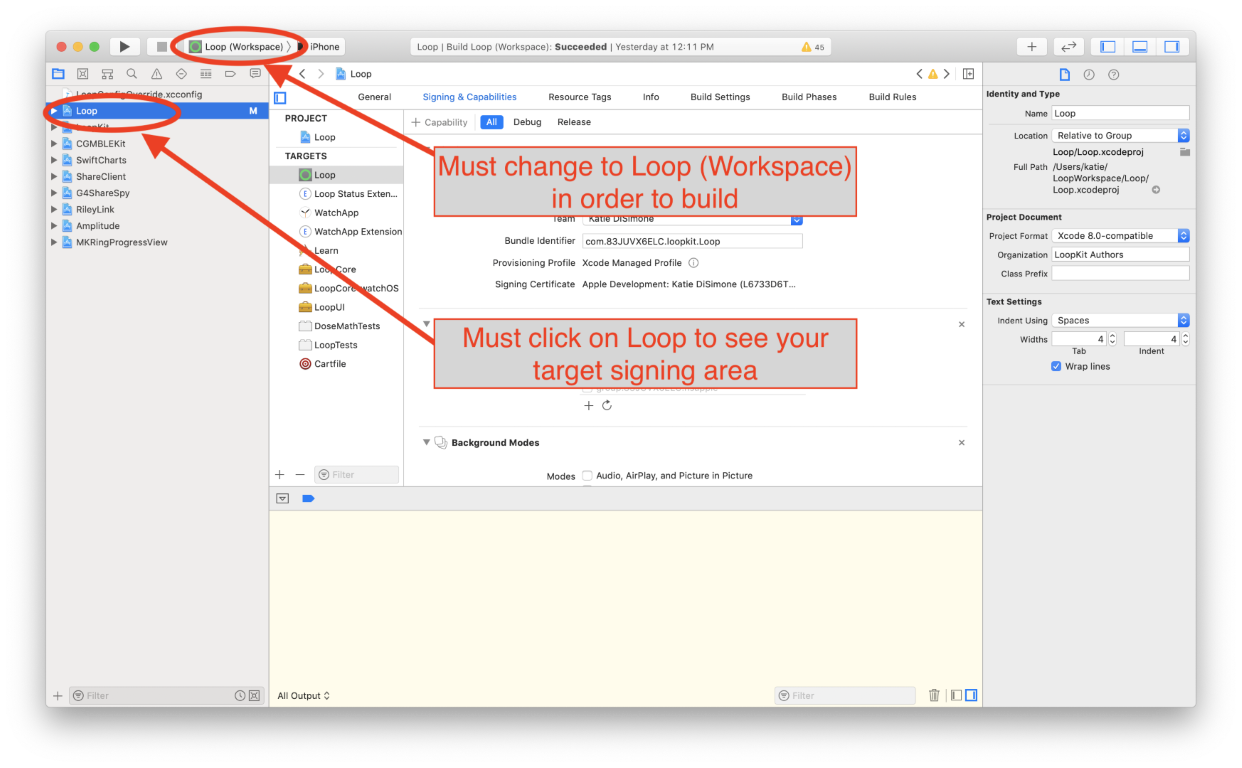 Loop (Workspace) 〉 iPhone
Loop | Build Loop (Workspace): Succeeded | Yesterday at 12:11 PM
45
Loop
LoopConfigOverride.xcconfig
Loop M
LoopKit
CGMBLEKit
SwiftCharts
ShareClient
G4ShareSpy
RileyLink
Amplitude
MKRingProgressView
Filter
General Signing & Capabilities Resource Tags Info Build Settings Build Phases Build Rules
PROJECT
Loop
TARGETS
Loop
Loop Status Exten...
WatchApp
WatchApp Extension
Learn
LoopCore
LoopCore watchOS
LoopUI
DoseMathTests
LoopTests
Cartfile
Filter
+ Capability All Debug Release
Must change to Loop (Workspace)
in order to build
Team Katie DiSimone
Bundle Identifier com.83JUVX6ELC.loopkit.Loop
Provisioning Profile Xcode Managed Profile
Signing Certificate Apple Development: Katie DiSimone (L6733D6T...
Must click on Loop to see your
target signing area
Background Modes
Modes Audio, AirPlay, and Picture in Picture
All Output
Filter
Identity and Type
Name Loop
Location Relative to Group
Loop/Loop.xcodeproj
Full Path /Users/katie/
LoopWorkspace/Loop/
Loop.xcodeproj
Project Document
Project Format Xcode 8.0-compatible
Organization LoopKit Authors
Class Prefix
Text Settings
Indent Using Spaces
Widths 4 4
Tab Indent
Wrap lines